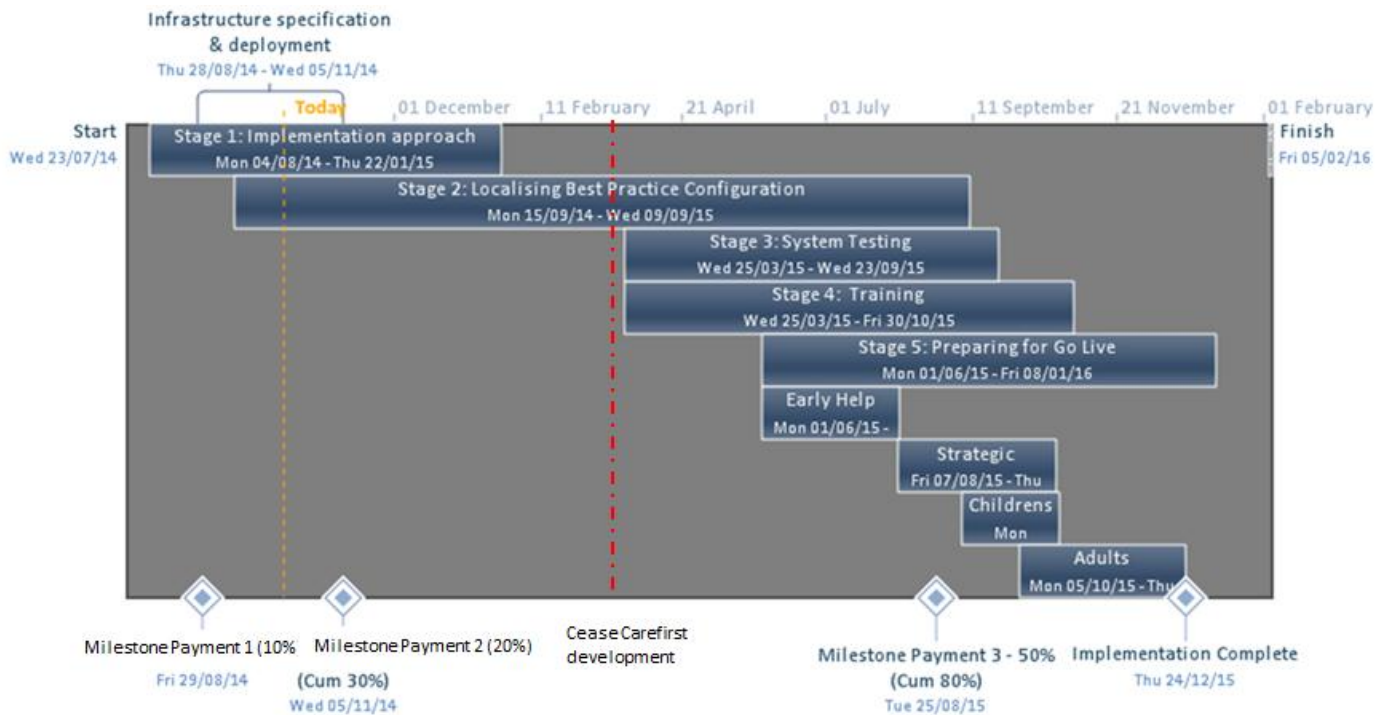 Infrastructure specification
& deployment
Thu 28/08/14 - Wed 05/11/14
Today
01 December
11 February
21 April
01 July
11 September
21 November
01 February
Start
Wed 23/07/14
Finish
Fri 05/02/16
Stage 1: Implementation approach
Mon 04/08/14 - Thu 22/01/15
Stage 2: Localising Best Practice Configuration
Mon 15/09/14 - Wed 09/09/15
Stage 3: System Testing
Wed 25/03/15 - Wed 23/09/15
Stage 4: Training
Wed 25/03/15 - Fri 30/10/15
Stage 5: Preparing for Go Live
Mon 01/06/15 - Fri 08/01/16
Early Help
Mon 01/06/15 -
Strategic
Fri 07/08/15 - Thu
Childrens
Mon
Adults
Mon 05/10/15 - Thu
Milestone Payment 1 (10%
Fri 29/08/14
Milestone Payment 2 (20%)
(Cum 30%)
Wed 05/11/14
Cease Carefirst
development
Milestone Payment 3 - 50%
(Cum 80%)
Tue 25/08/15
Implementation Complete
Thu 24/12/15